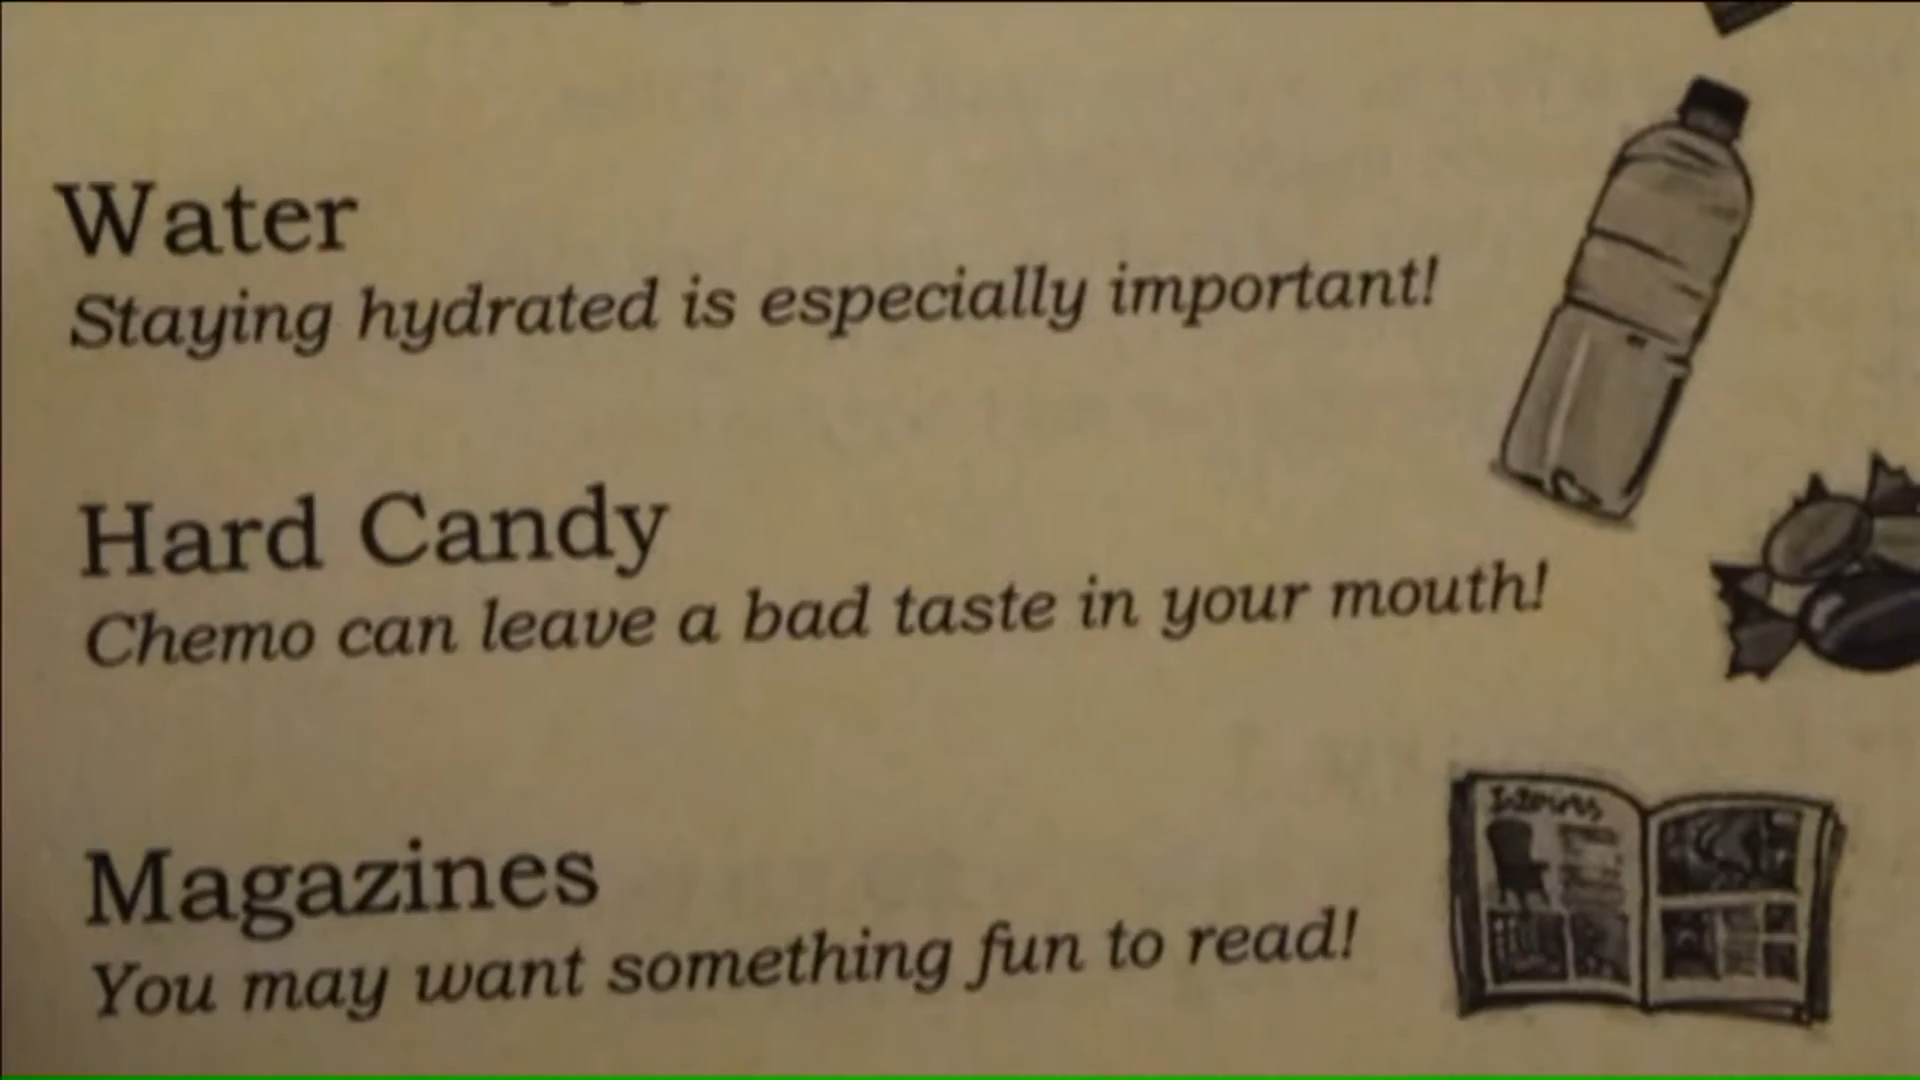 Water
Staying hydrated is especially important!
Hard Candy
Chemo can leave a bad taste in your mouth!
Magazines
You may want something fun to read!